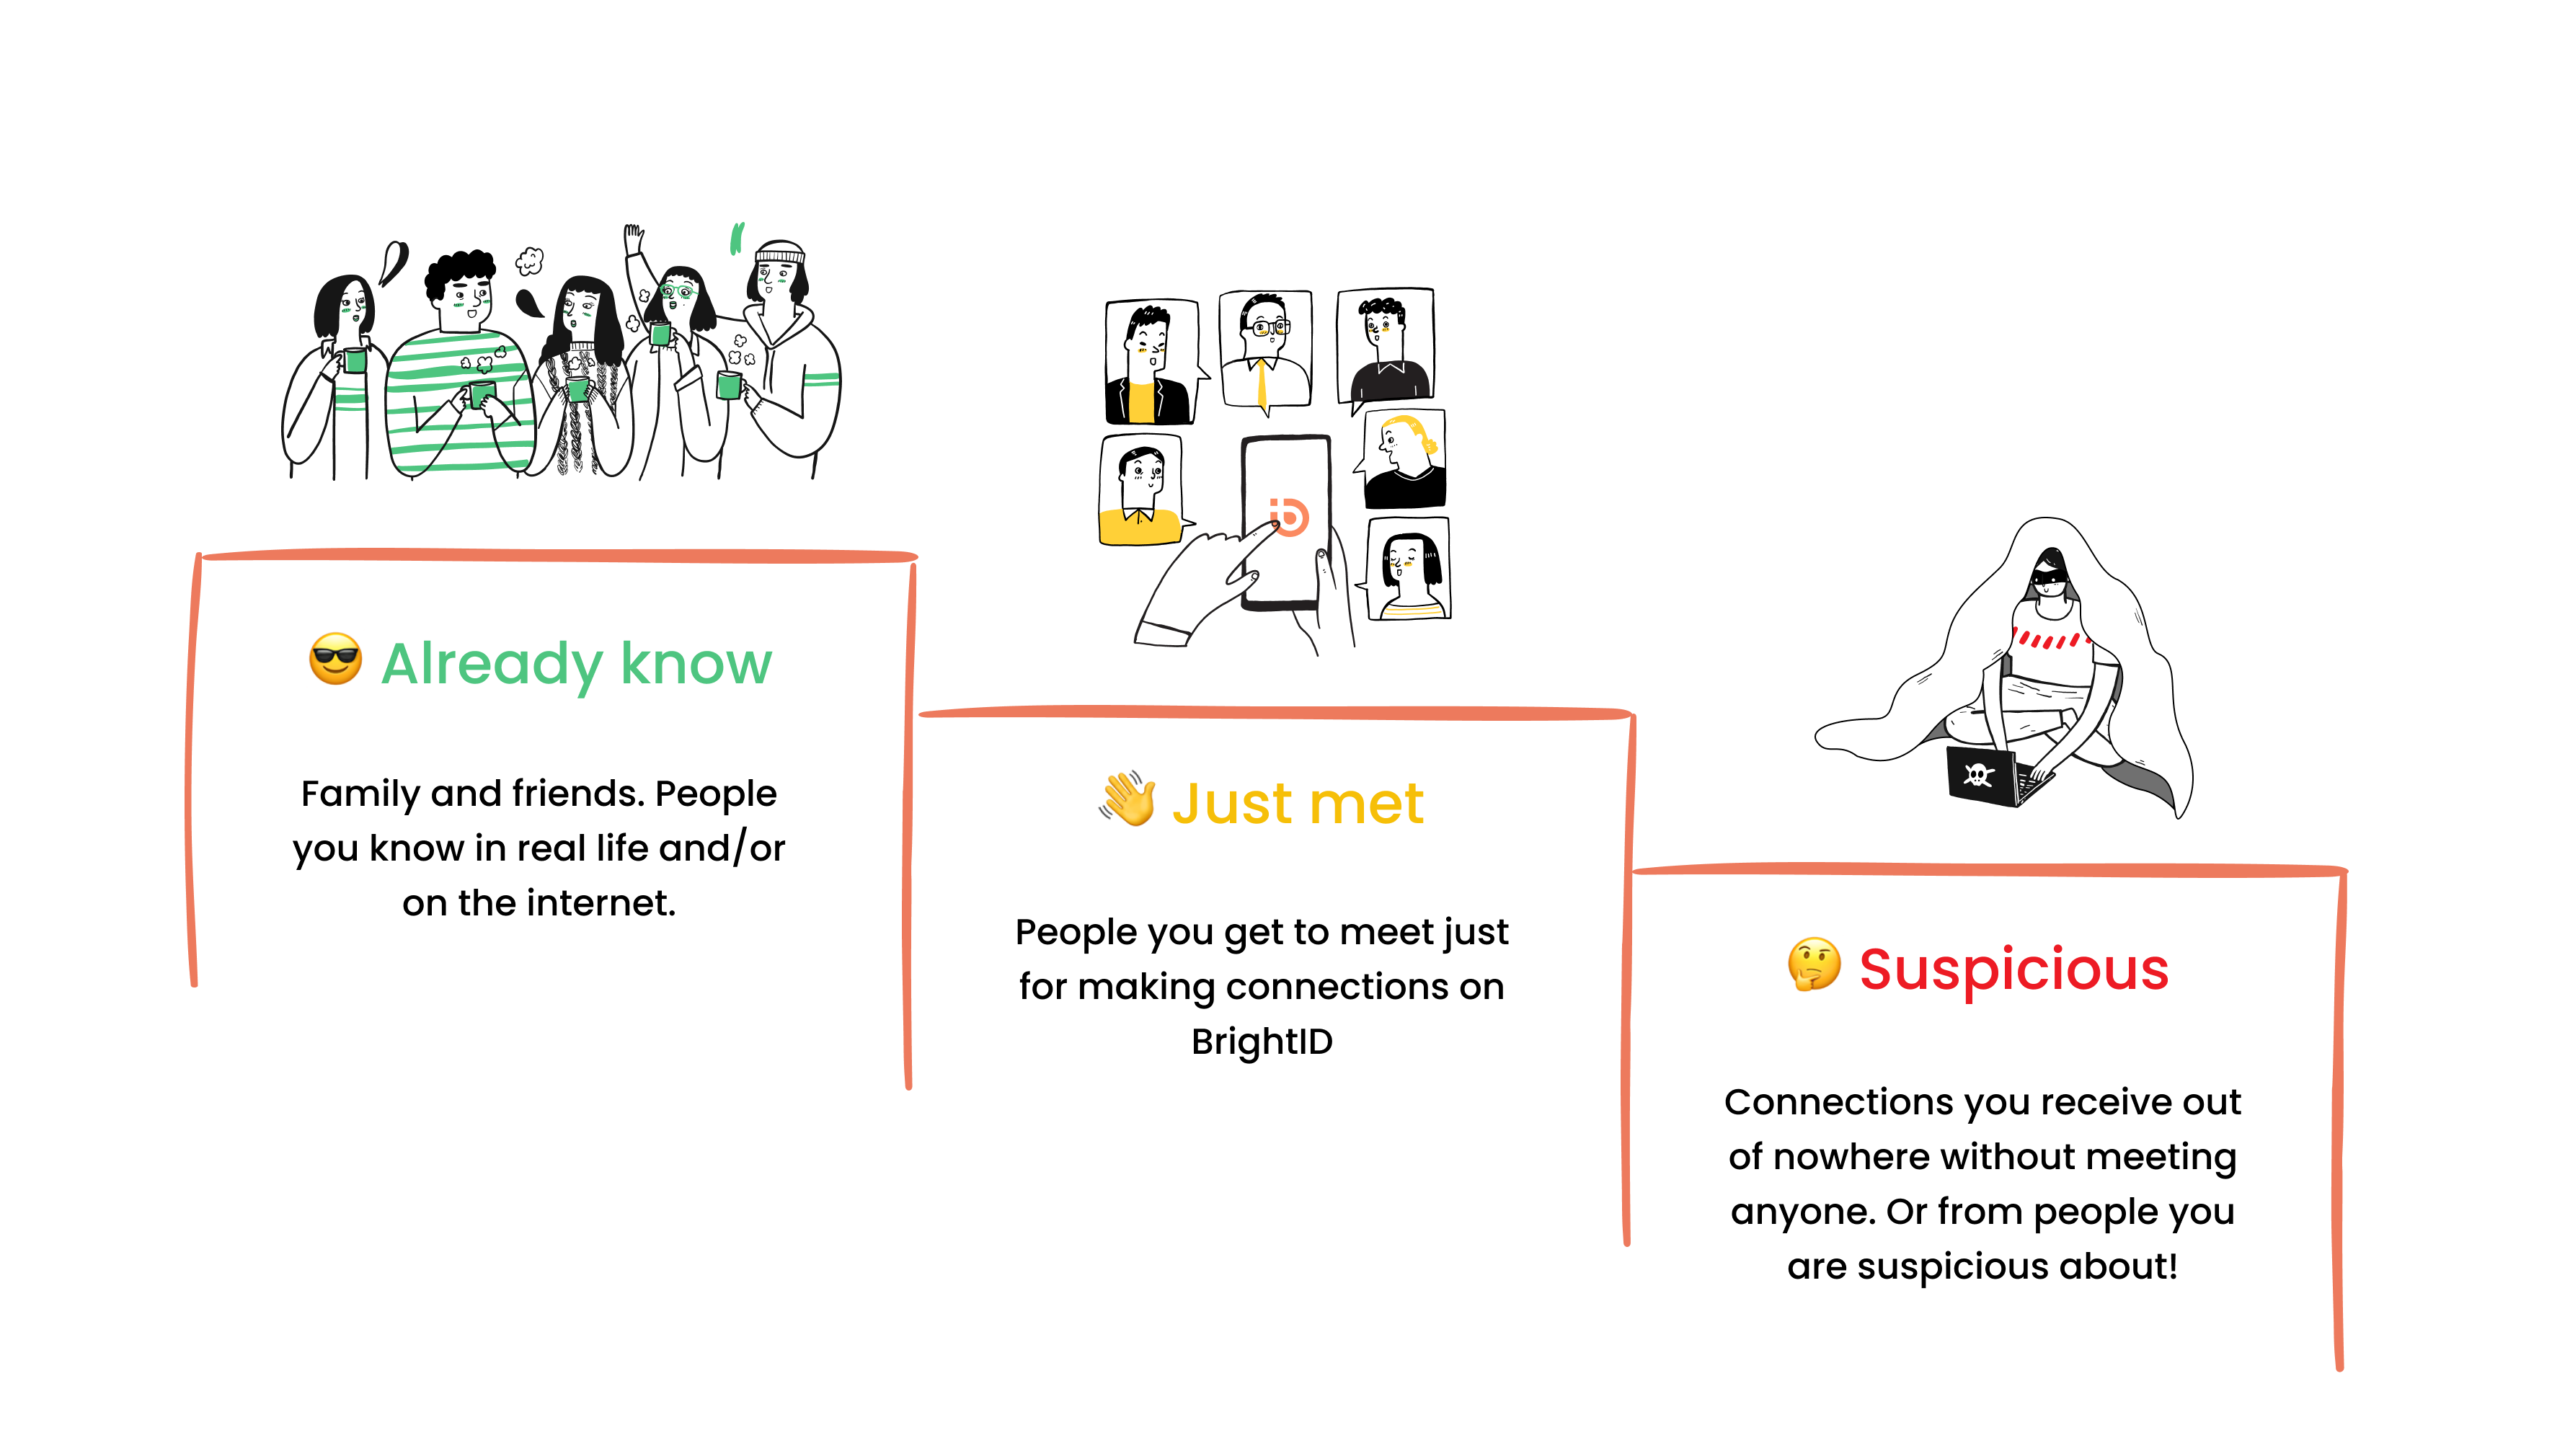 😎 Already know
Family and friends. People
you know in real life and/or
on the internet.
👋 Just met
People you get to meet just
for making connections on
BrightID
🤔 Suspicious
Connections you receive out
of nowhere without meeting
anyone. Or from people you
are suspicious about!